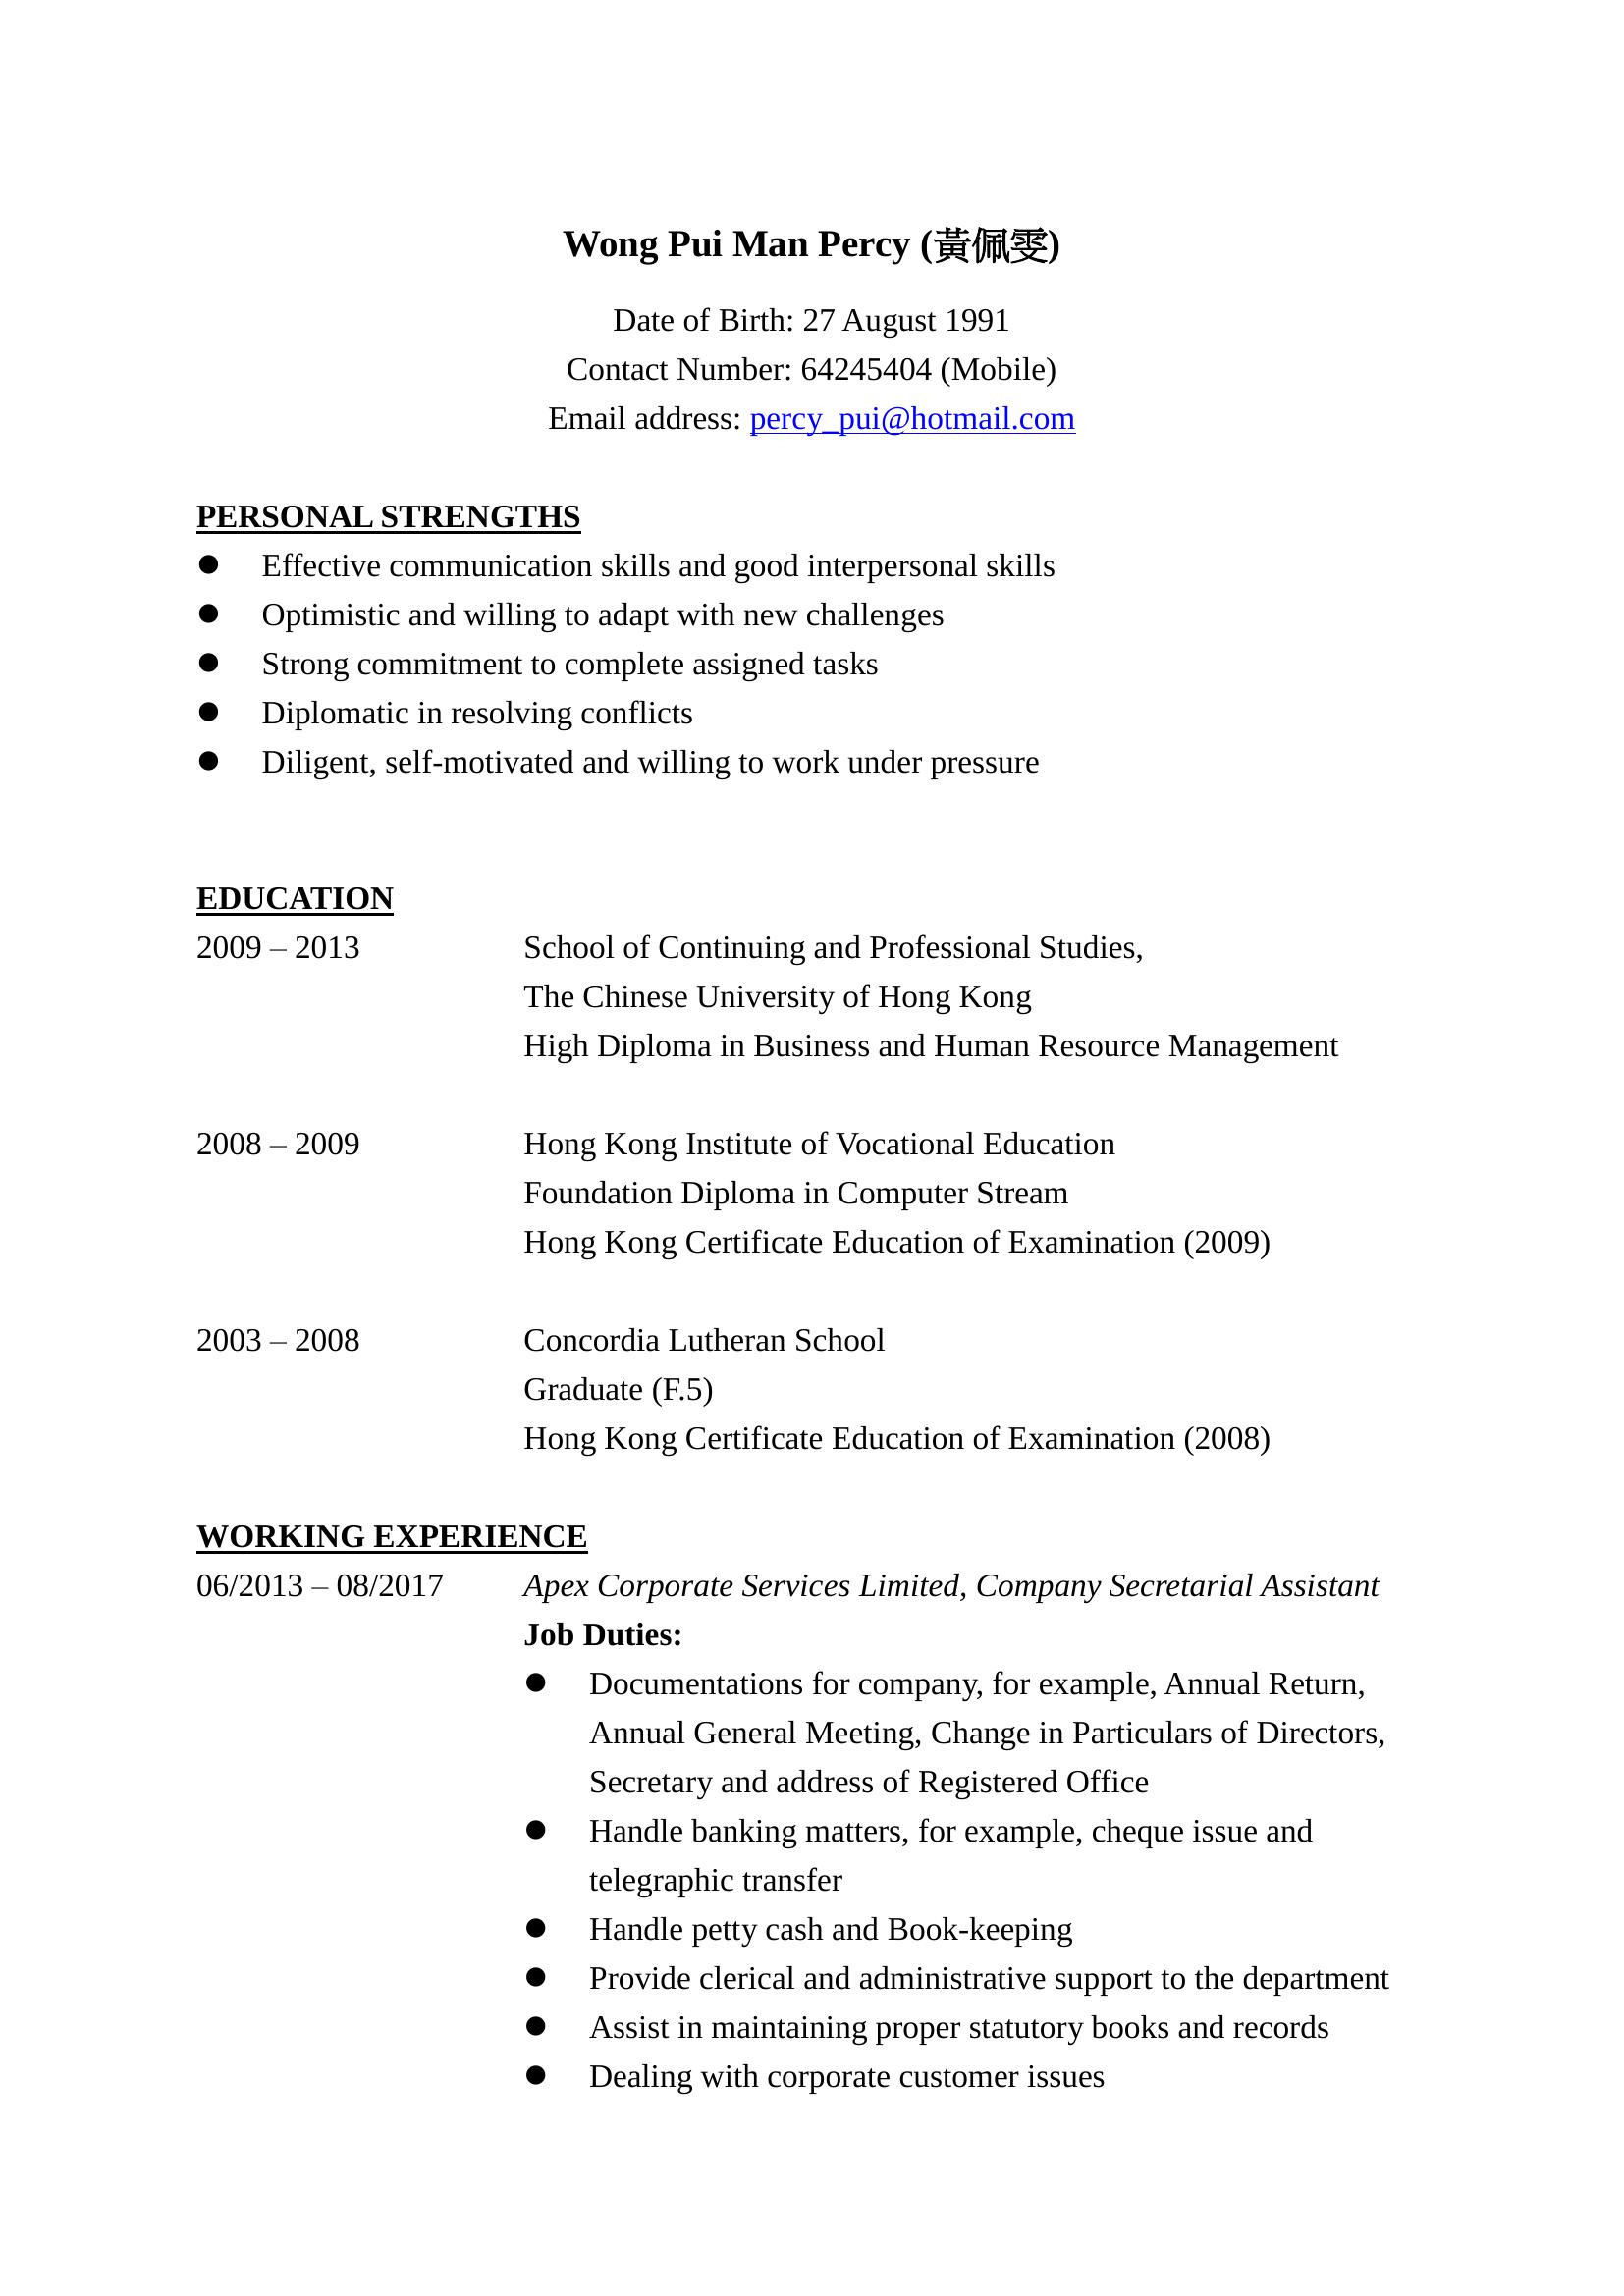 Wong Pui Man Percy (黃佩雯)
Date of Birth: 27 August 1991
Contact Number: 64245404 (Mobile)
Email address: percy_pui@hotmail.com
PERSONAL STRENGTHS
● Effective communication skills and good interpersonal skills
● Optimistic and willing to adapt with new challenges
● Strong commitment to complete assigned tasks
● Diplomatic in resolving conflicts
● Diligent, self-motivated and willing to work under pressure
EDUCATION
2009 – 2013 School of Continuing and Professional Studies,
The Chinese University of Hong Kong
High Diploma in Business and Human Resource Management
2008 – 2009 Hong Kong Institute of Vocational Education
Foundation Diploma in Computer Stream
Hong Kong Certificate Education of Examination (2009)
2003 – 2008 Concordia Lutheran School
Graduate (F.5)
Hong Kong Certificate Education of Examination (2008)
WORKING EXPERIENCE
06/2013 – 08/2017 Apex Corporate Services Limited, Company Secretarial Assistant
Job Duties:
● Documentations for company, for example, Annual Return,
Annual General Meeting, Change in Particulars of Directors,
Secretary and address of Registered Office
● Handle banking matters, for example, cheque issue and
telegraphic transfer
● Handle petty cash and Book-keeping
● Provide clerical and administrative support to the department
● Assist in maintaining proper statutory books and records
● Dealing with corporate customer issues